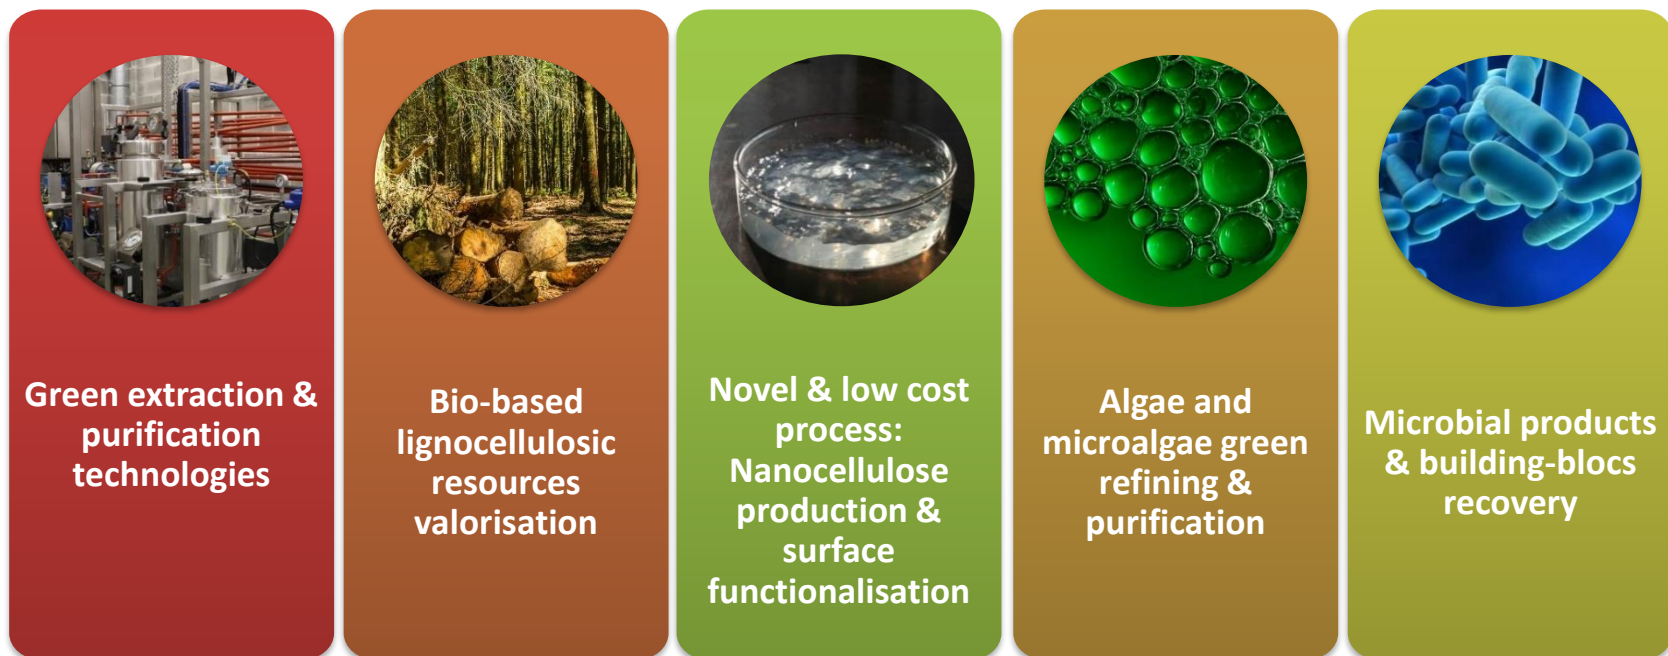 Green extraction &
purification
technologies
Bio-based
lignocellulosic
resources
valorisation
Novel & low cost
process:
Nanocellulose
production &
surface
functionalisation
Algae and
microalgae green
refining &
purification
Microbial products
& building-blocs
recovery